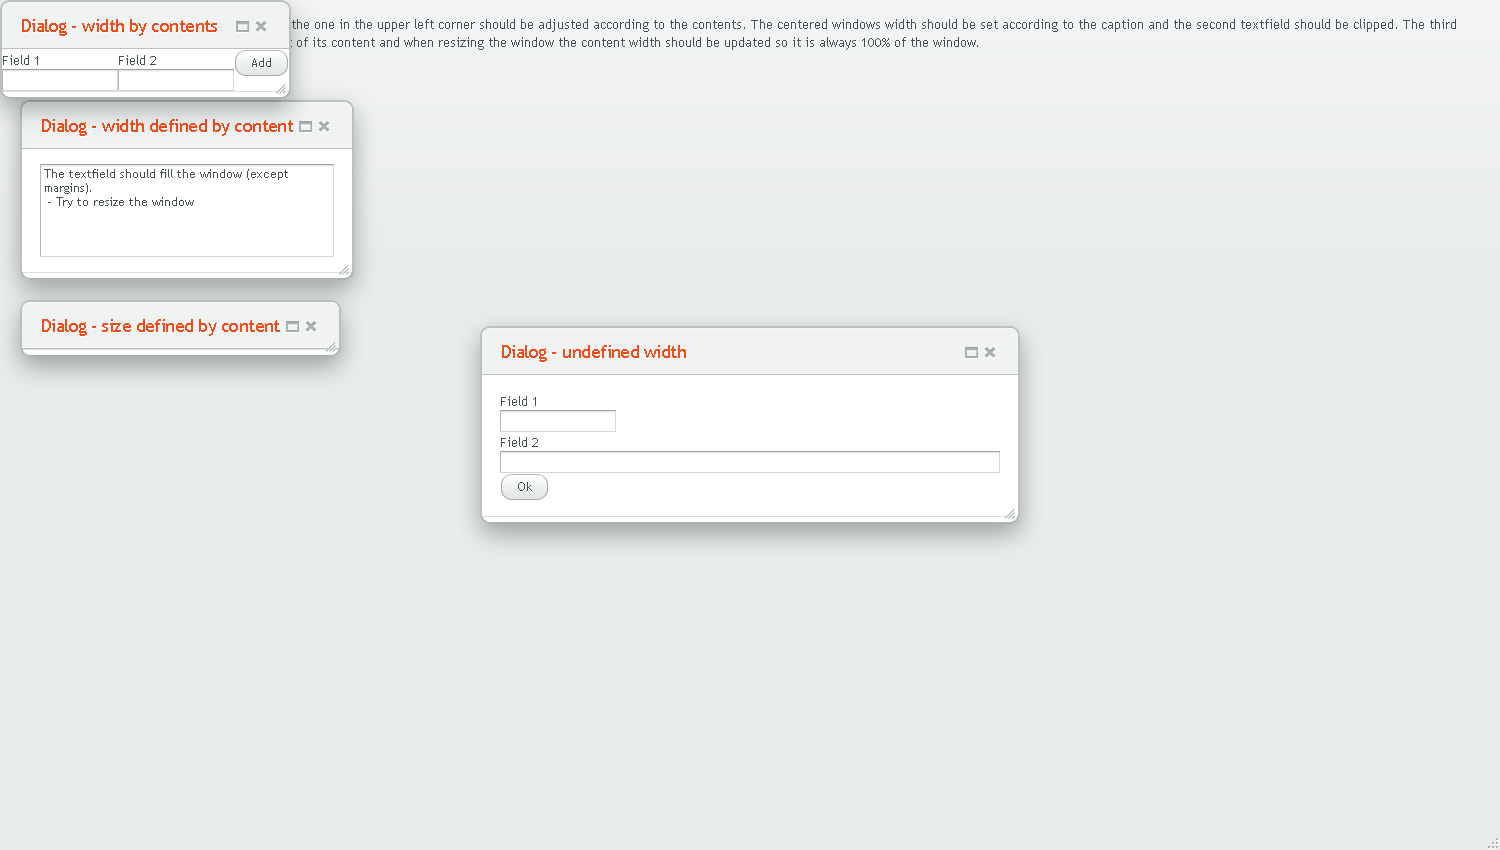 Dialog - width by contents
the one in the upper left corner should be adjusted according to the contents. The centered windows width should be set according to the caption and the second textfield should be clipped. The third
of its content and when resizing the window the content width should be updated so it is always 100% of the window.
Field 1 Field 2 Add
Dialog - width defined by content
The textfield should fill the window (except
margins).
- Try to resize the window
Dialog - size defined by content
Dialog - undefined width
Field 1
Field 2
Ok